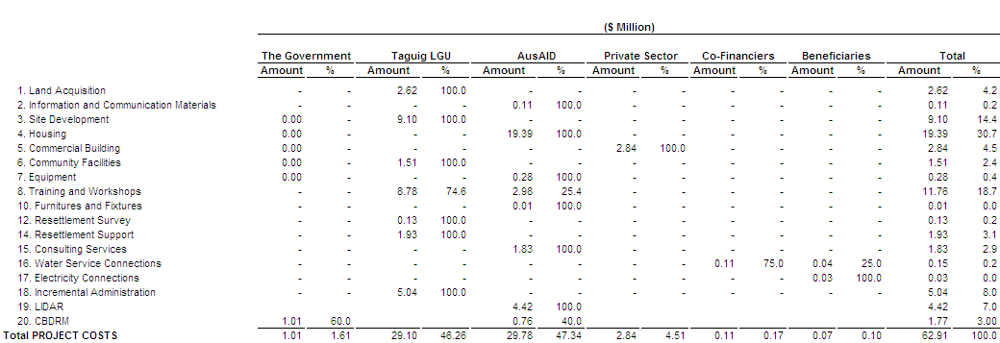 ($ Million)
The Government Taguig LGU AusAID Private Sector Co-Financiers Beneficiaries Total
Amount % Amount % Amount % Amount % Amount % Amount % Amount %
1. Land Acquisition - - 2.62 100.0 - - - - - - - - 2.62 4.2
2. Information and Communication Materials - - - - 0.11 100.0 - - - - - - 0.11 0.2
3. Site Development 0.00 - 9.10 100.0 - - - - - - - - 9.10 14.4
4. Housing 0.00 - - - 19.39 100.0 - - - - - - 19.39 30.7
5. Commercial Building 0.00 - - - - - 2.84 100.0 - - - - 2.84 4.5
6. Community Facilities 0.00 - 1.51 100.0 - - - - - - - - 1.51 2.4
7. Equipment 0.00 - - - 0.28 100.0 - - - - - - 0.28 0.4
8. Training and Workshops - - 8.78 74.6 2.98 25.4 - - - - - - 11.76 18.7
10. Furnitures and Fixtures - - - - 0.01 100.0 - - - - - - 0.01 0.0
12. Resettlement Survey - - 0.13 100.0 - - - - - - - - 0.13 0.2
14. Resettlement Support - - 1.93 100.0 - - - - - - - - 1.93 3.1
15. Consulting Services - - - - 1.83 100.0 - - - - - - 1.83 2.9
16. Water Service Connections - - - - - - - - 0.11 75.0 0.04 25.0 0.15 0.2
17. Electricity Connections - - - - - - - - - - 0.03 100.0 0.03 0.0
18. Incremental Administration - - 5.04 100.0 - - - - - - - - 5.04 8.0
19. LIDAR 4.42 100.0 4.42 7.0
20. CBDRM 1.01 60.0 0.76 40.0 1.77 3.00
Total PROJECT COSTS 1.01 1.61 29.10 46.26 29.78 47.34 2.84 4.51 0.11 0.17 0.07 0.10 62.91 100.0